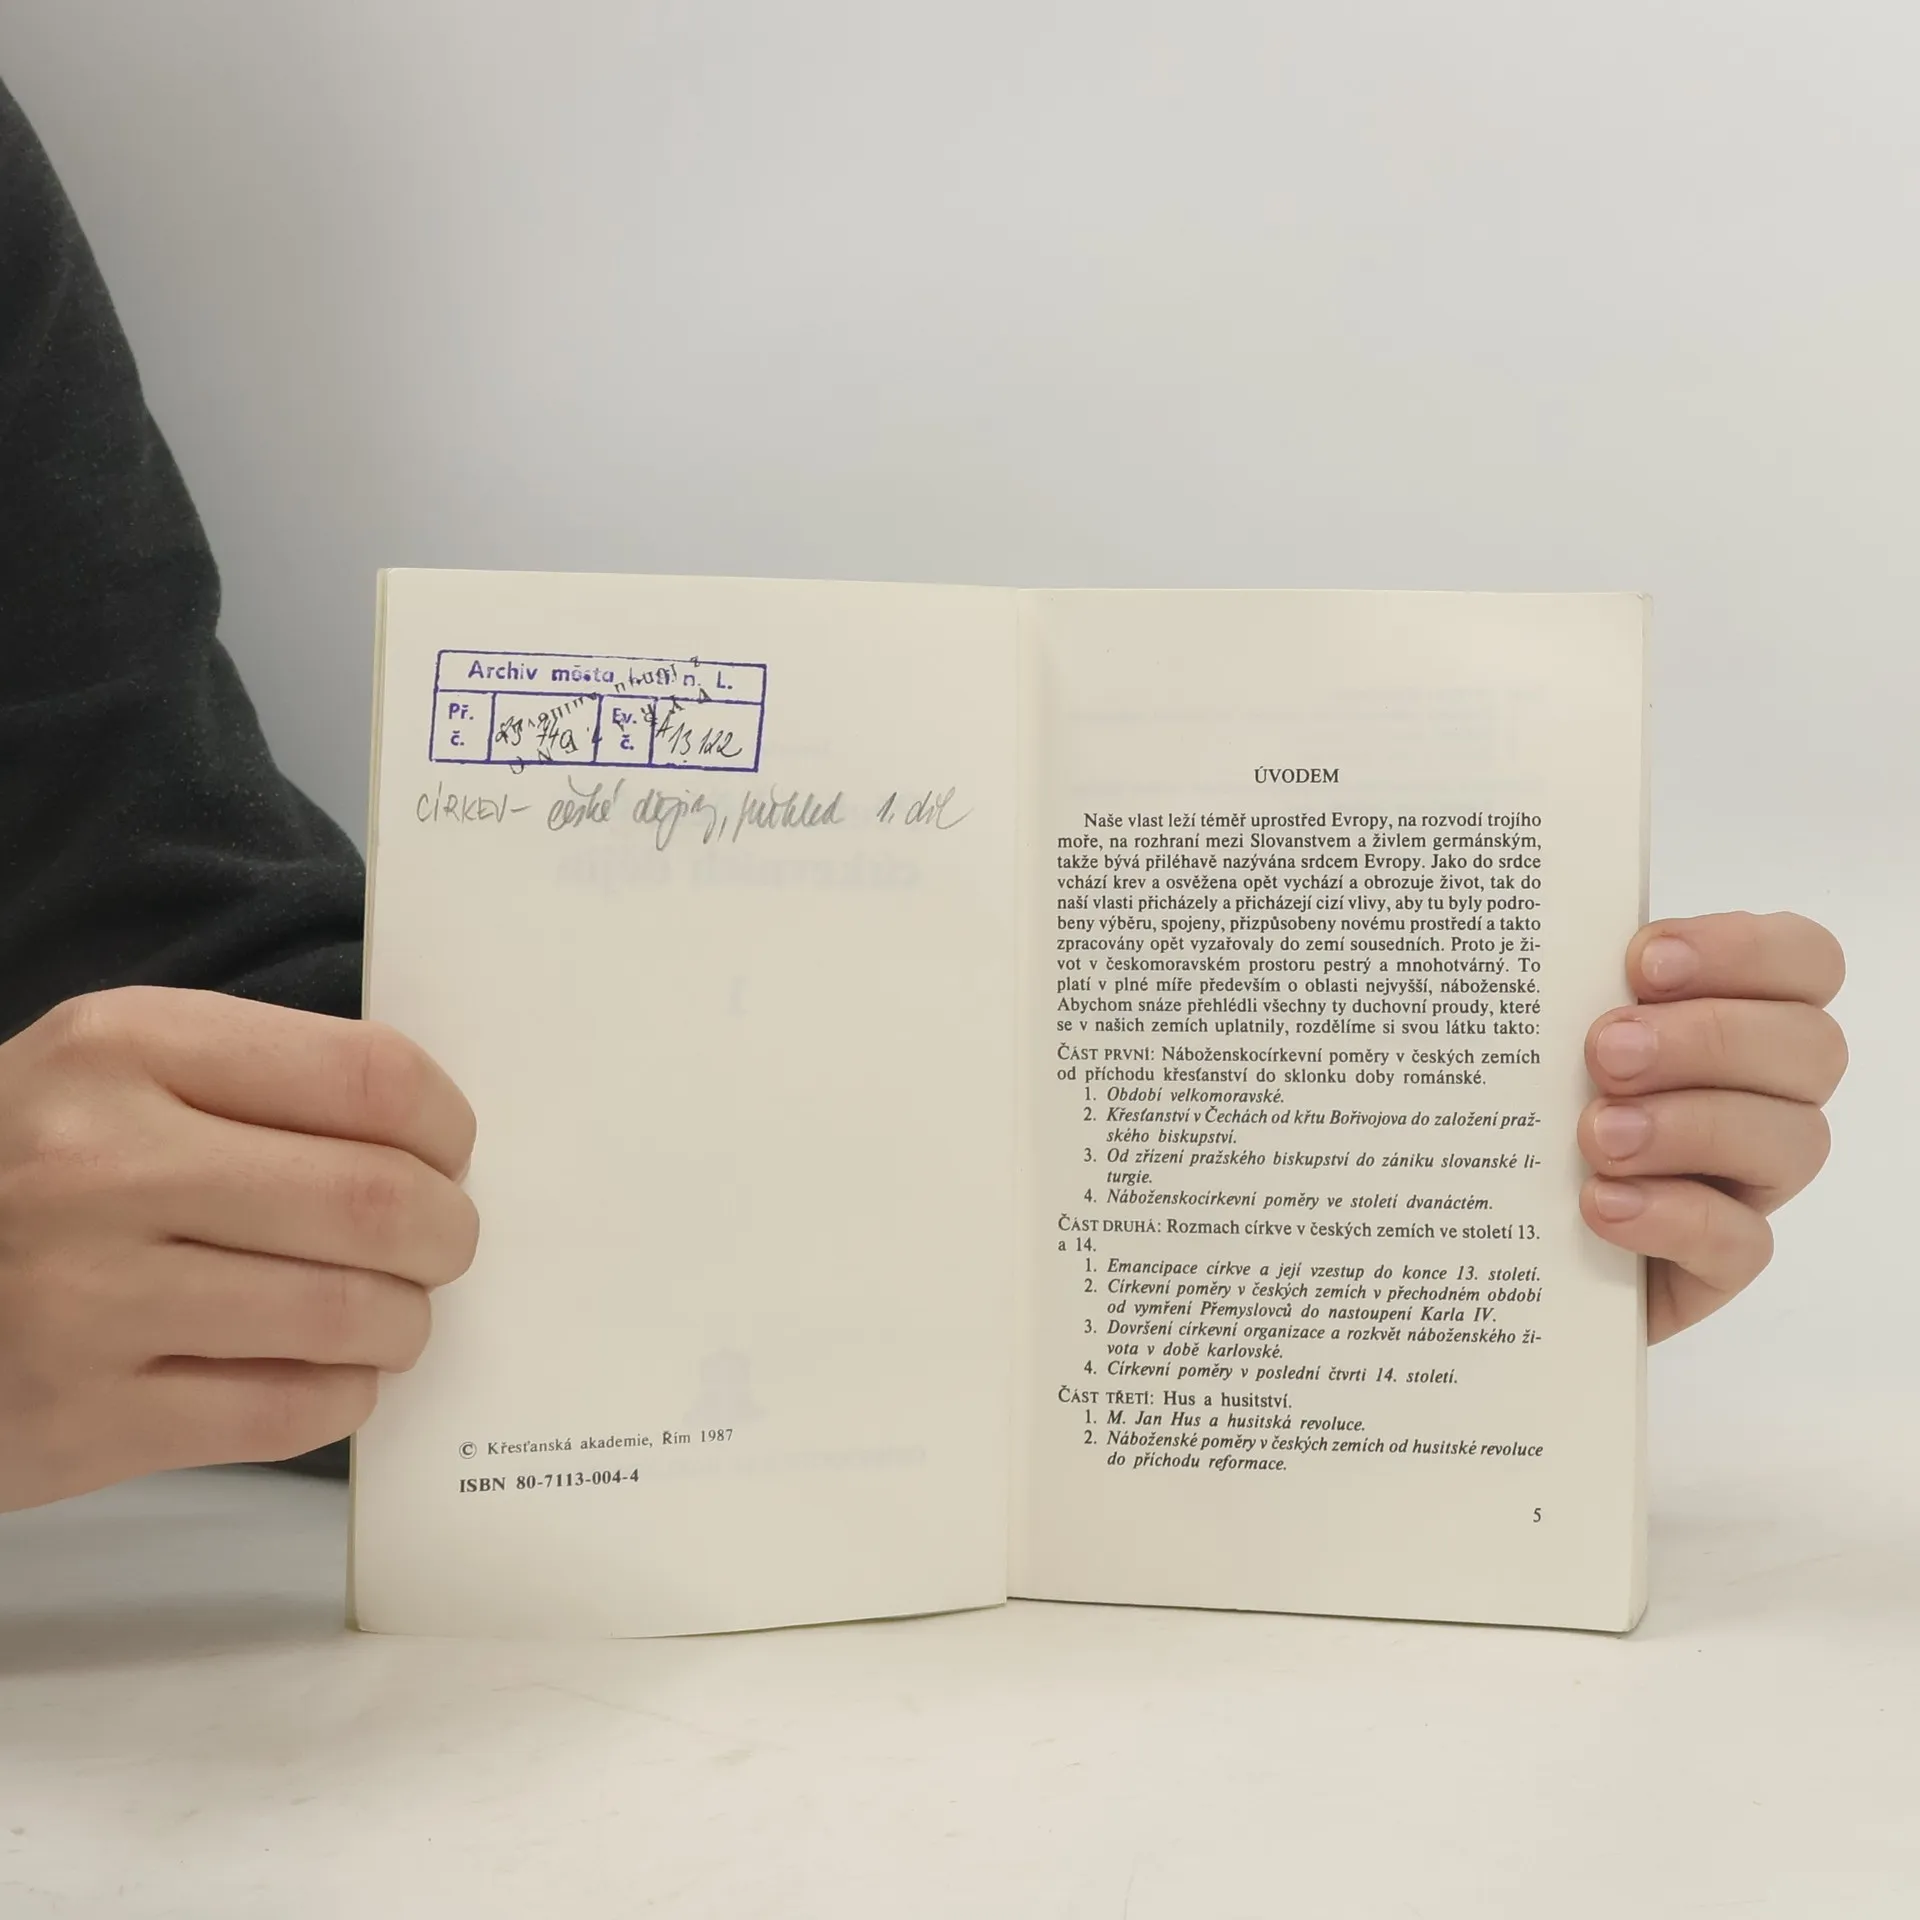 Archiv města Ústí n. L.
Př. č. 23 740 Ev. č. A 13 122
CÍRKEV – české dějiny, přehled 1. díl
© Křesťanská akademie, Řím 1987
ISBN 80-7113-004-4
ÚVODEM
Naše vlast leží téměř uprostřed Evropy, na rozvodí trojího
moře, na rozhraní mezi Slovanstvem a živlem germánským,
takže bývá přiléhavě nazývána srdcem Evropy. Jako do srdce
vchází krev a osvěžena opět vychází a obrozuje život, tak do
naší vlasti přicházely a přicházejí cizí vlivy, aby tu byly podro-
beny výběru, spojeny, přizpůsobeny novému prostředí a takto
zpracovány opět vyzařovaly do zemí sousedních. Proto je ži-
vot v českomoravském prostoru pestrý a mnohotvárný. To
platí v plné míře především o oblasti nejvyšší, náboženské.
Abychom snáze přehlédli všechny ty duchovní proudy, které
se v našich zemích uplatnily, rozdělíme si svou látku takto:
ČÁST PRVNÍ: Náboženskocírkevní poměry v českých zemích
od příchodu křesťanství do sklonku doby románské.
1. Období velkomoravské.
2. Křesťanství v Čechách od křtu Bořivojova do založení praž-
ského biskupství.
3. Od zřízení pražského biskupství do zániku slovanské li-
turgie.
4. Náboženskocírkevní poměry ve století dvanáctém.
ČÁST DRUHÁ: Rozmach církve v českých zemích ve století 13.
a 14.
1. Emancipace církve a její vzestup do konce 13. století.
2. Církevní poměry v českých zemích v přechodném období
od vymření Přemyslovců do nastoupení Karla IV.
3. Dovršení církevní organizace a rozkvět náboženského ži-
vota v době karlovské.
4. Církevní poměry v poslední čtvrti 14. století.
ČÁST TŘETÍ: Hus a husitství.
1. M. Jan Hus a husitská revoluce.
2. Náboženské poměry v českých zemích od husitské revoluce
do příchodu reformace.
5